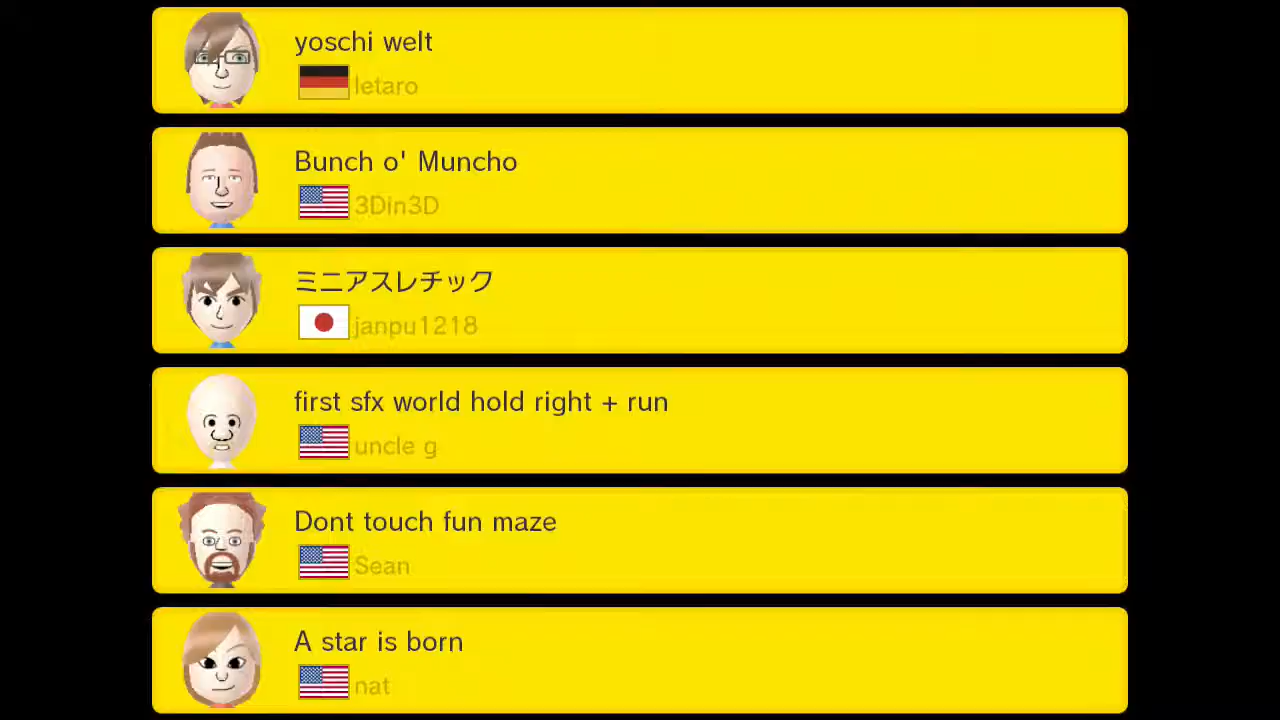 yoschi welt
letaro
Bunch o' Muncho
3Din3D
ミニアスレチック
janpu1218
first sfx world hold right + run
uncle g
Dont touch fun maze
Sean
A star is born
nat